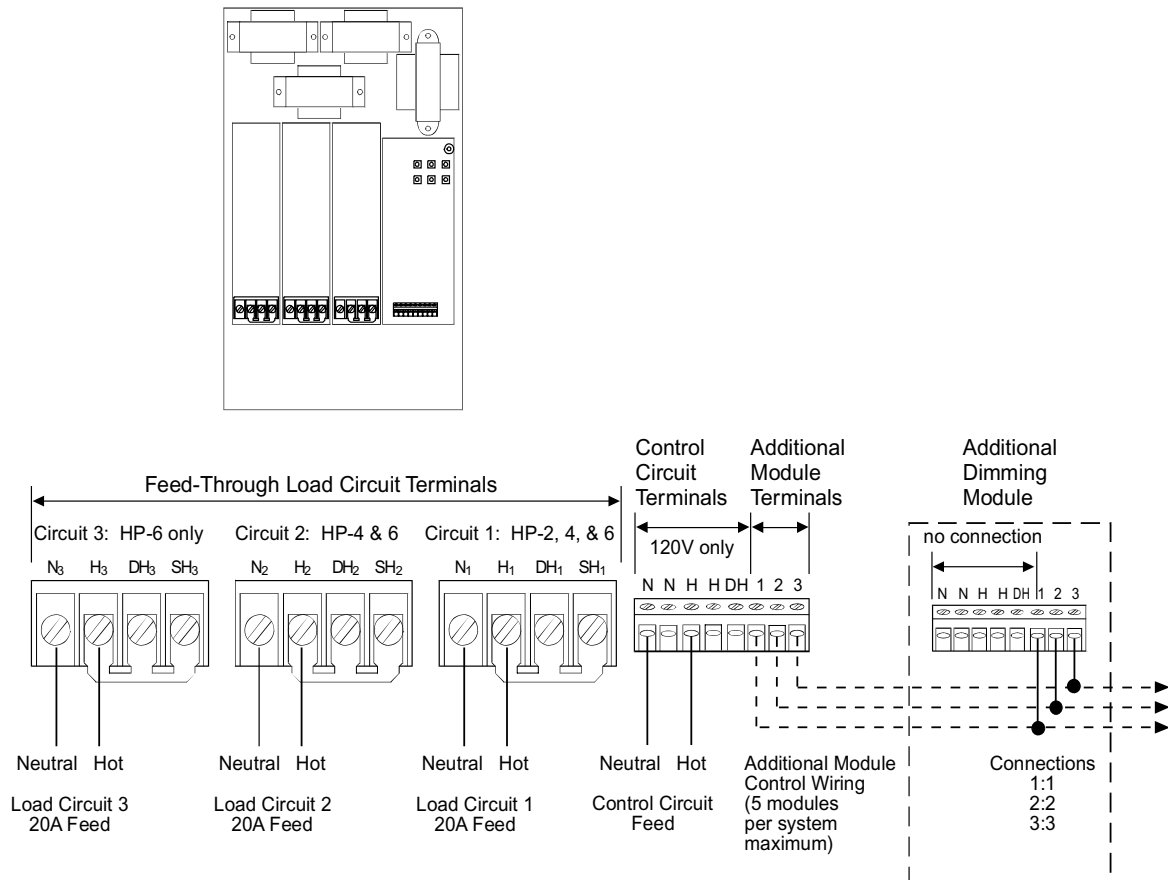 Feed-Through Load Circuit Terminals
Control
Circuit
Terminals
Additional
Module
Terminals
Additional
Dimming
Module
Circuit 3: HP-6 only
Circuit 2: HP-4 & 6
Circuit 1: HP-2, 4, & 6
120V only
no connection
N3 H3 DH3 SH3
N2 H2 DH2 SH2
N1 H1 DH1 SH1
N N H H DH 1 2 3
N N H H DH 1 2 3
Neutral Hot
Load Circuit 3
20A Feed
Neutral Hot
Load Circuit 2
20A Feed
Neutral Hot
Load Circuit 1
20A Feed
Neutral Hot
Control Circuit
Feed
Additional Module
Control Wiring
(5 modules
per system
maximum)
Connections
1:1
2:2
3:3